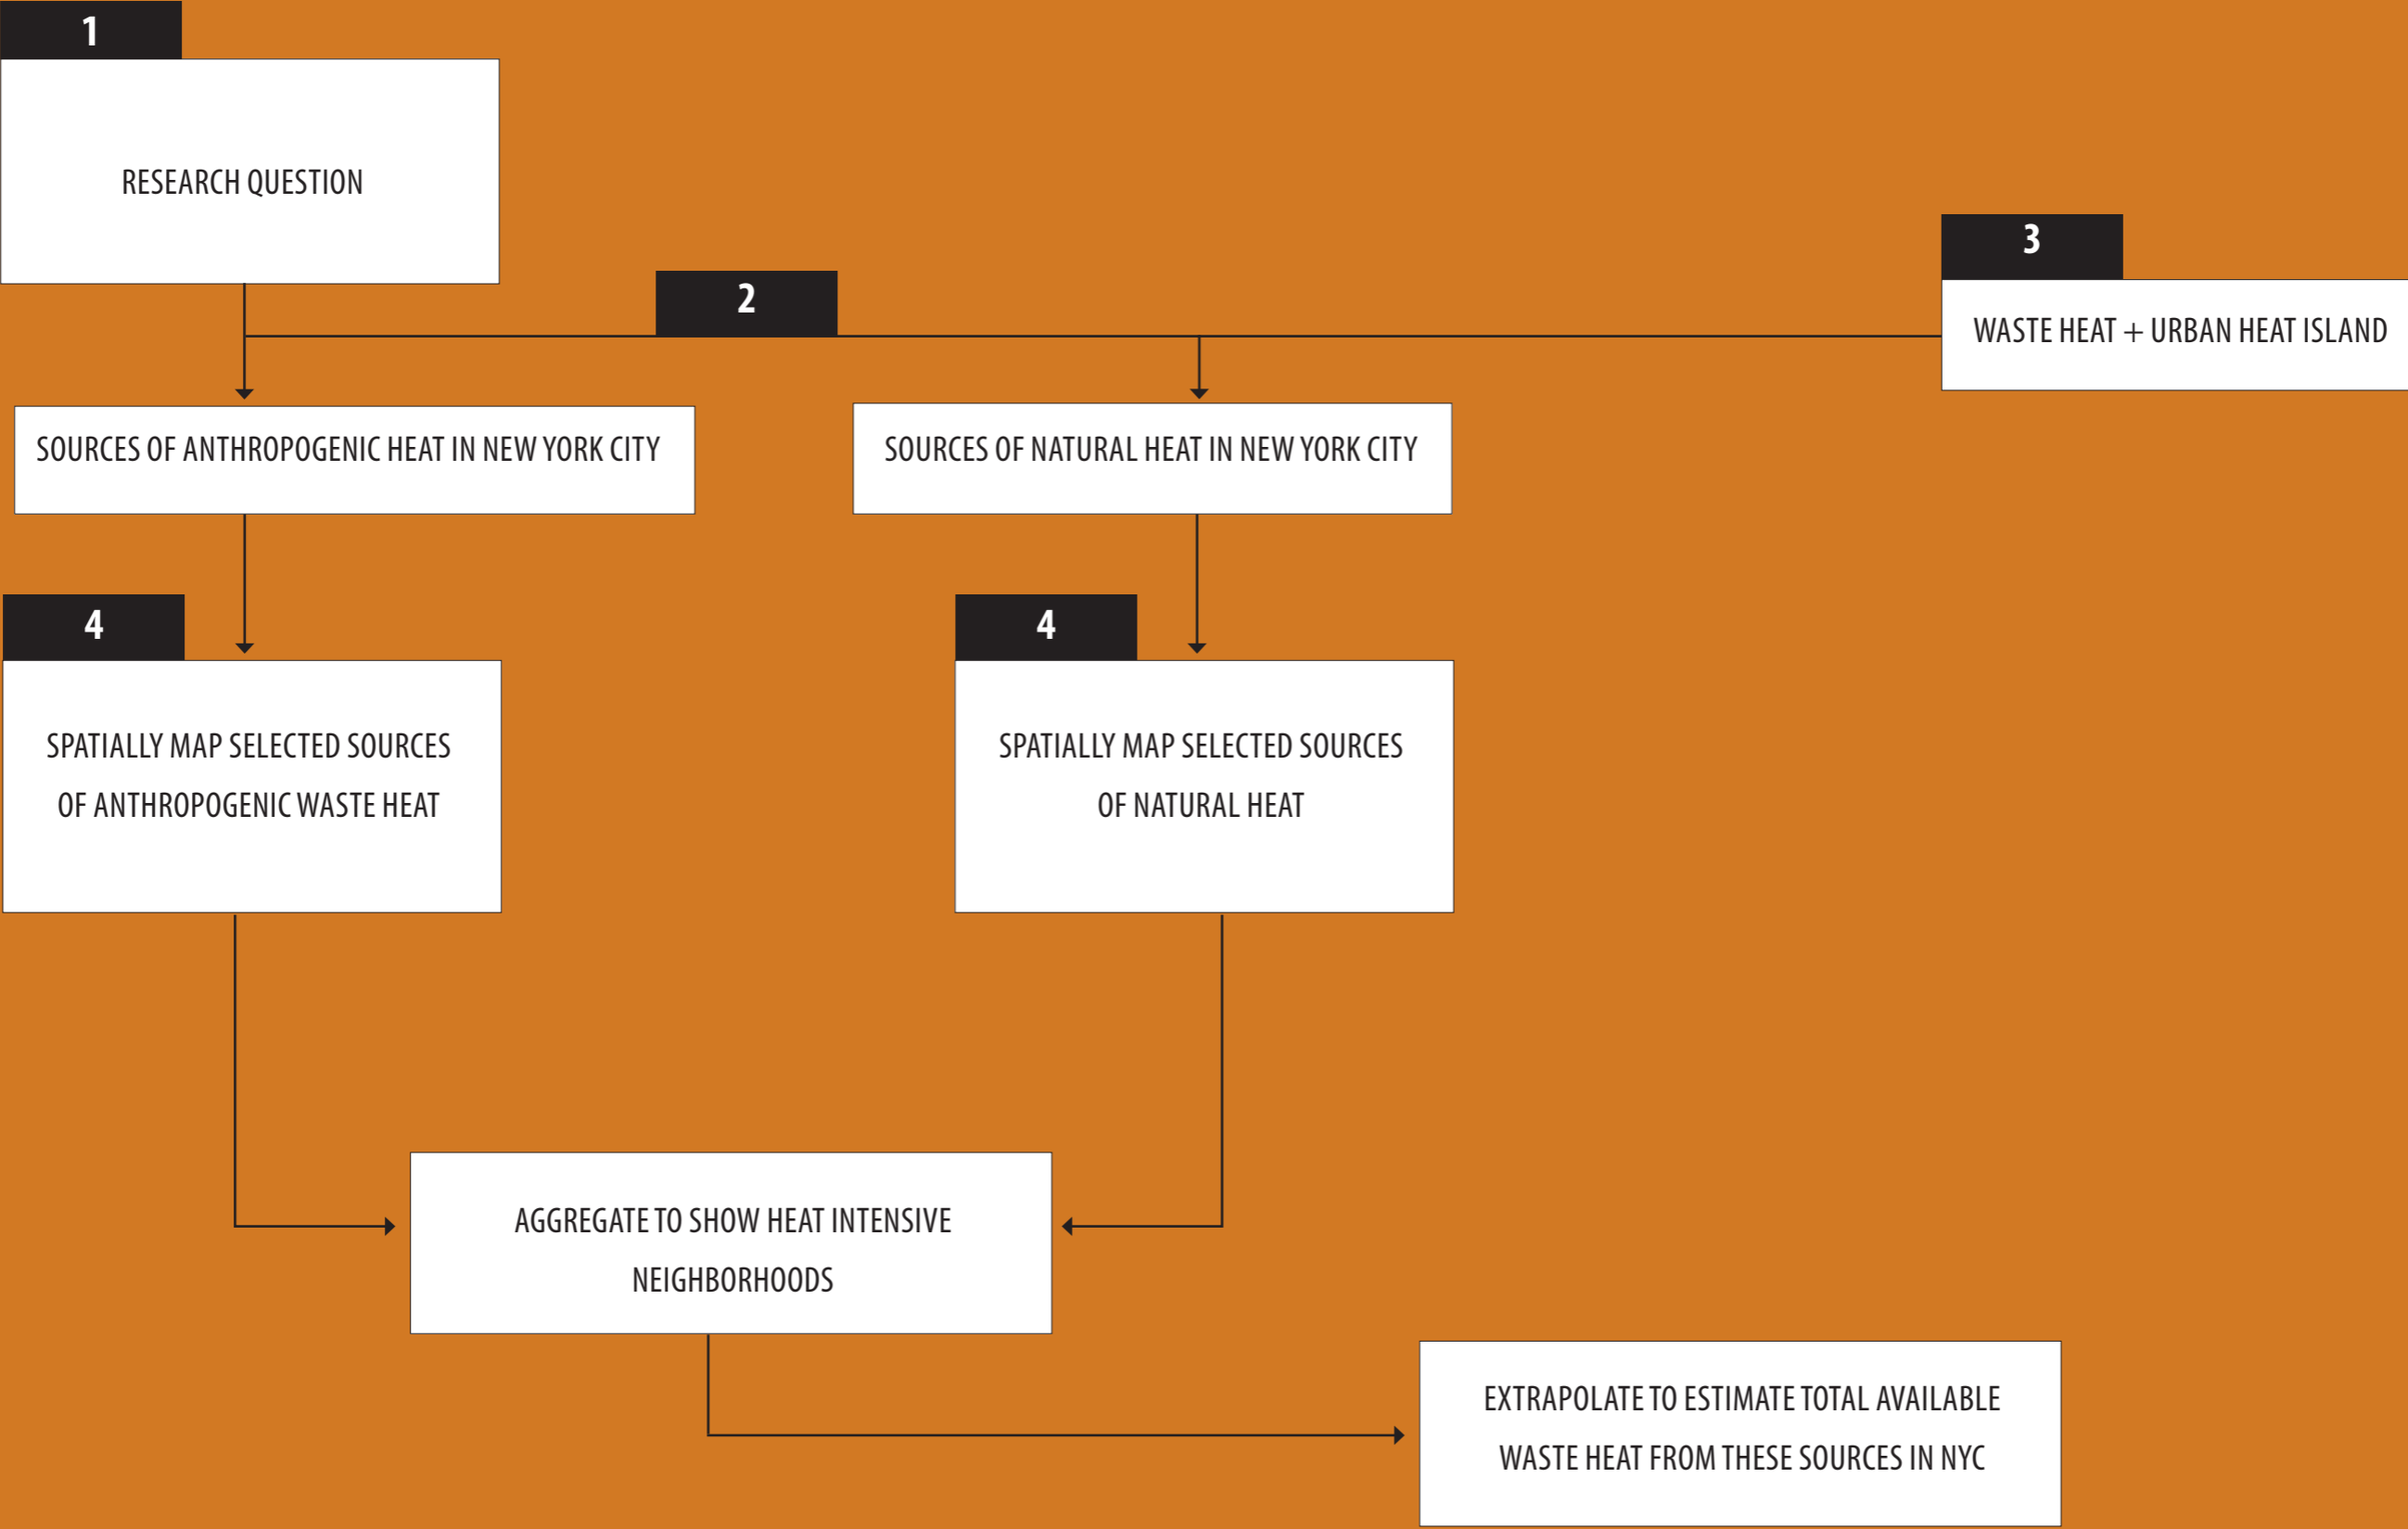 1
RESEARCH QUESTION
2
3
WASTE HEAT + URBAN HEAT ISLAND
SOURCES OF ANTHROPOGENIC HEAT IN NEW YORK CITY
SOURCES OF NATURAL HEAT IN NEW YORK CITY
4
SPATIALLY MAP SELECTED SOURCES
OF ANTHROPOGENIC WASTE HEAT
4
SPATIALLY MAP SELECTED SOURCES
OF NATURAL HEAT
AGGREGATE TO SHOW HEAT INTENSIVE
NEIGHBORHOODS
EXTRAPOLATE TO ESTIMATE TOTAL AVAILABLE
WASTE HEAT FROM THESE SOURCES IN NYC